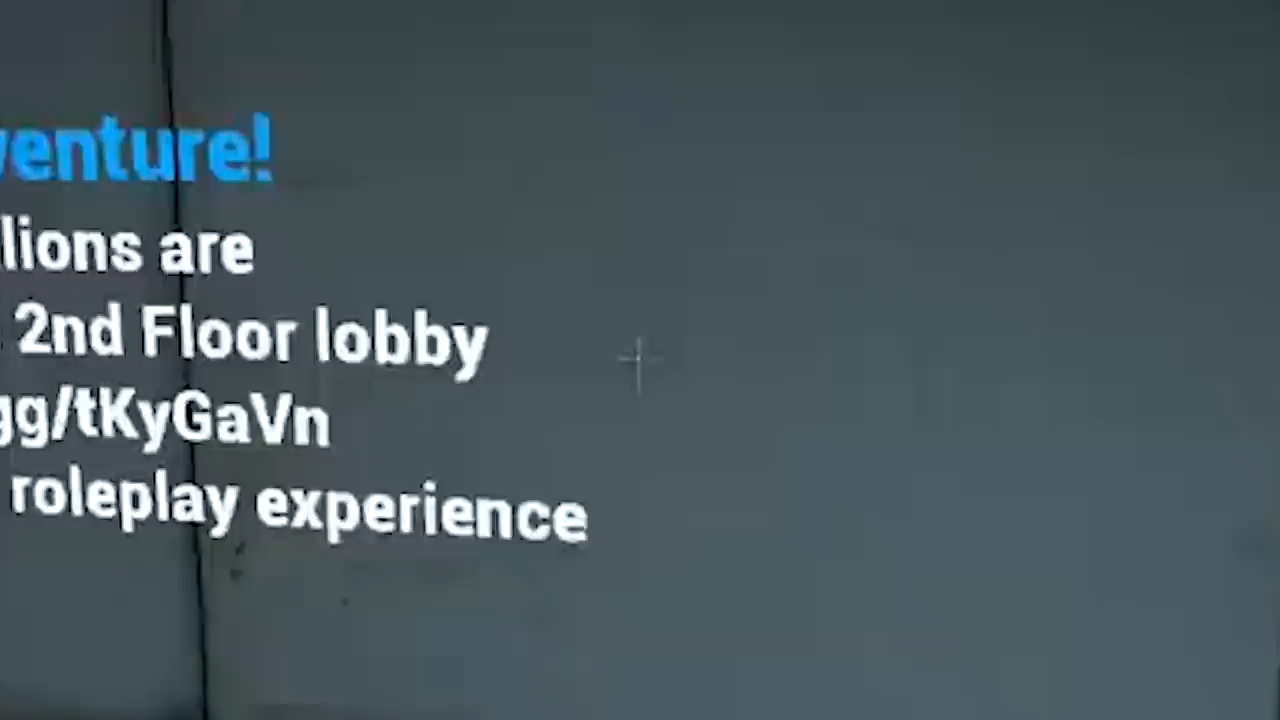 venture!
lions are
2nd Floor lobby
gg/tKyGaVn
roleplay experience